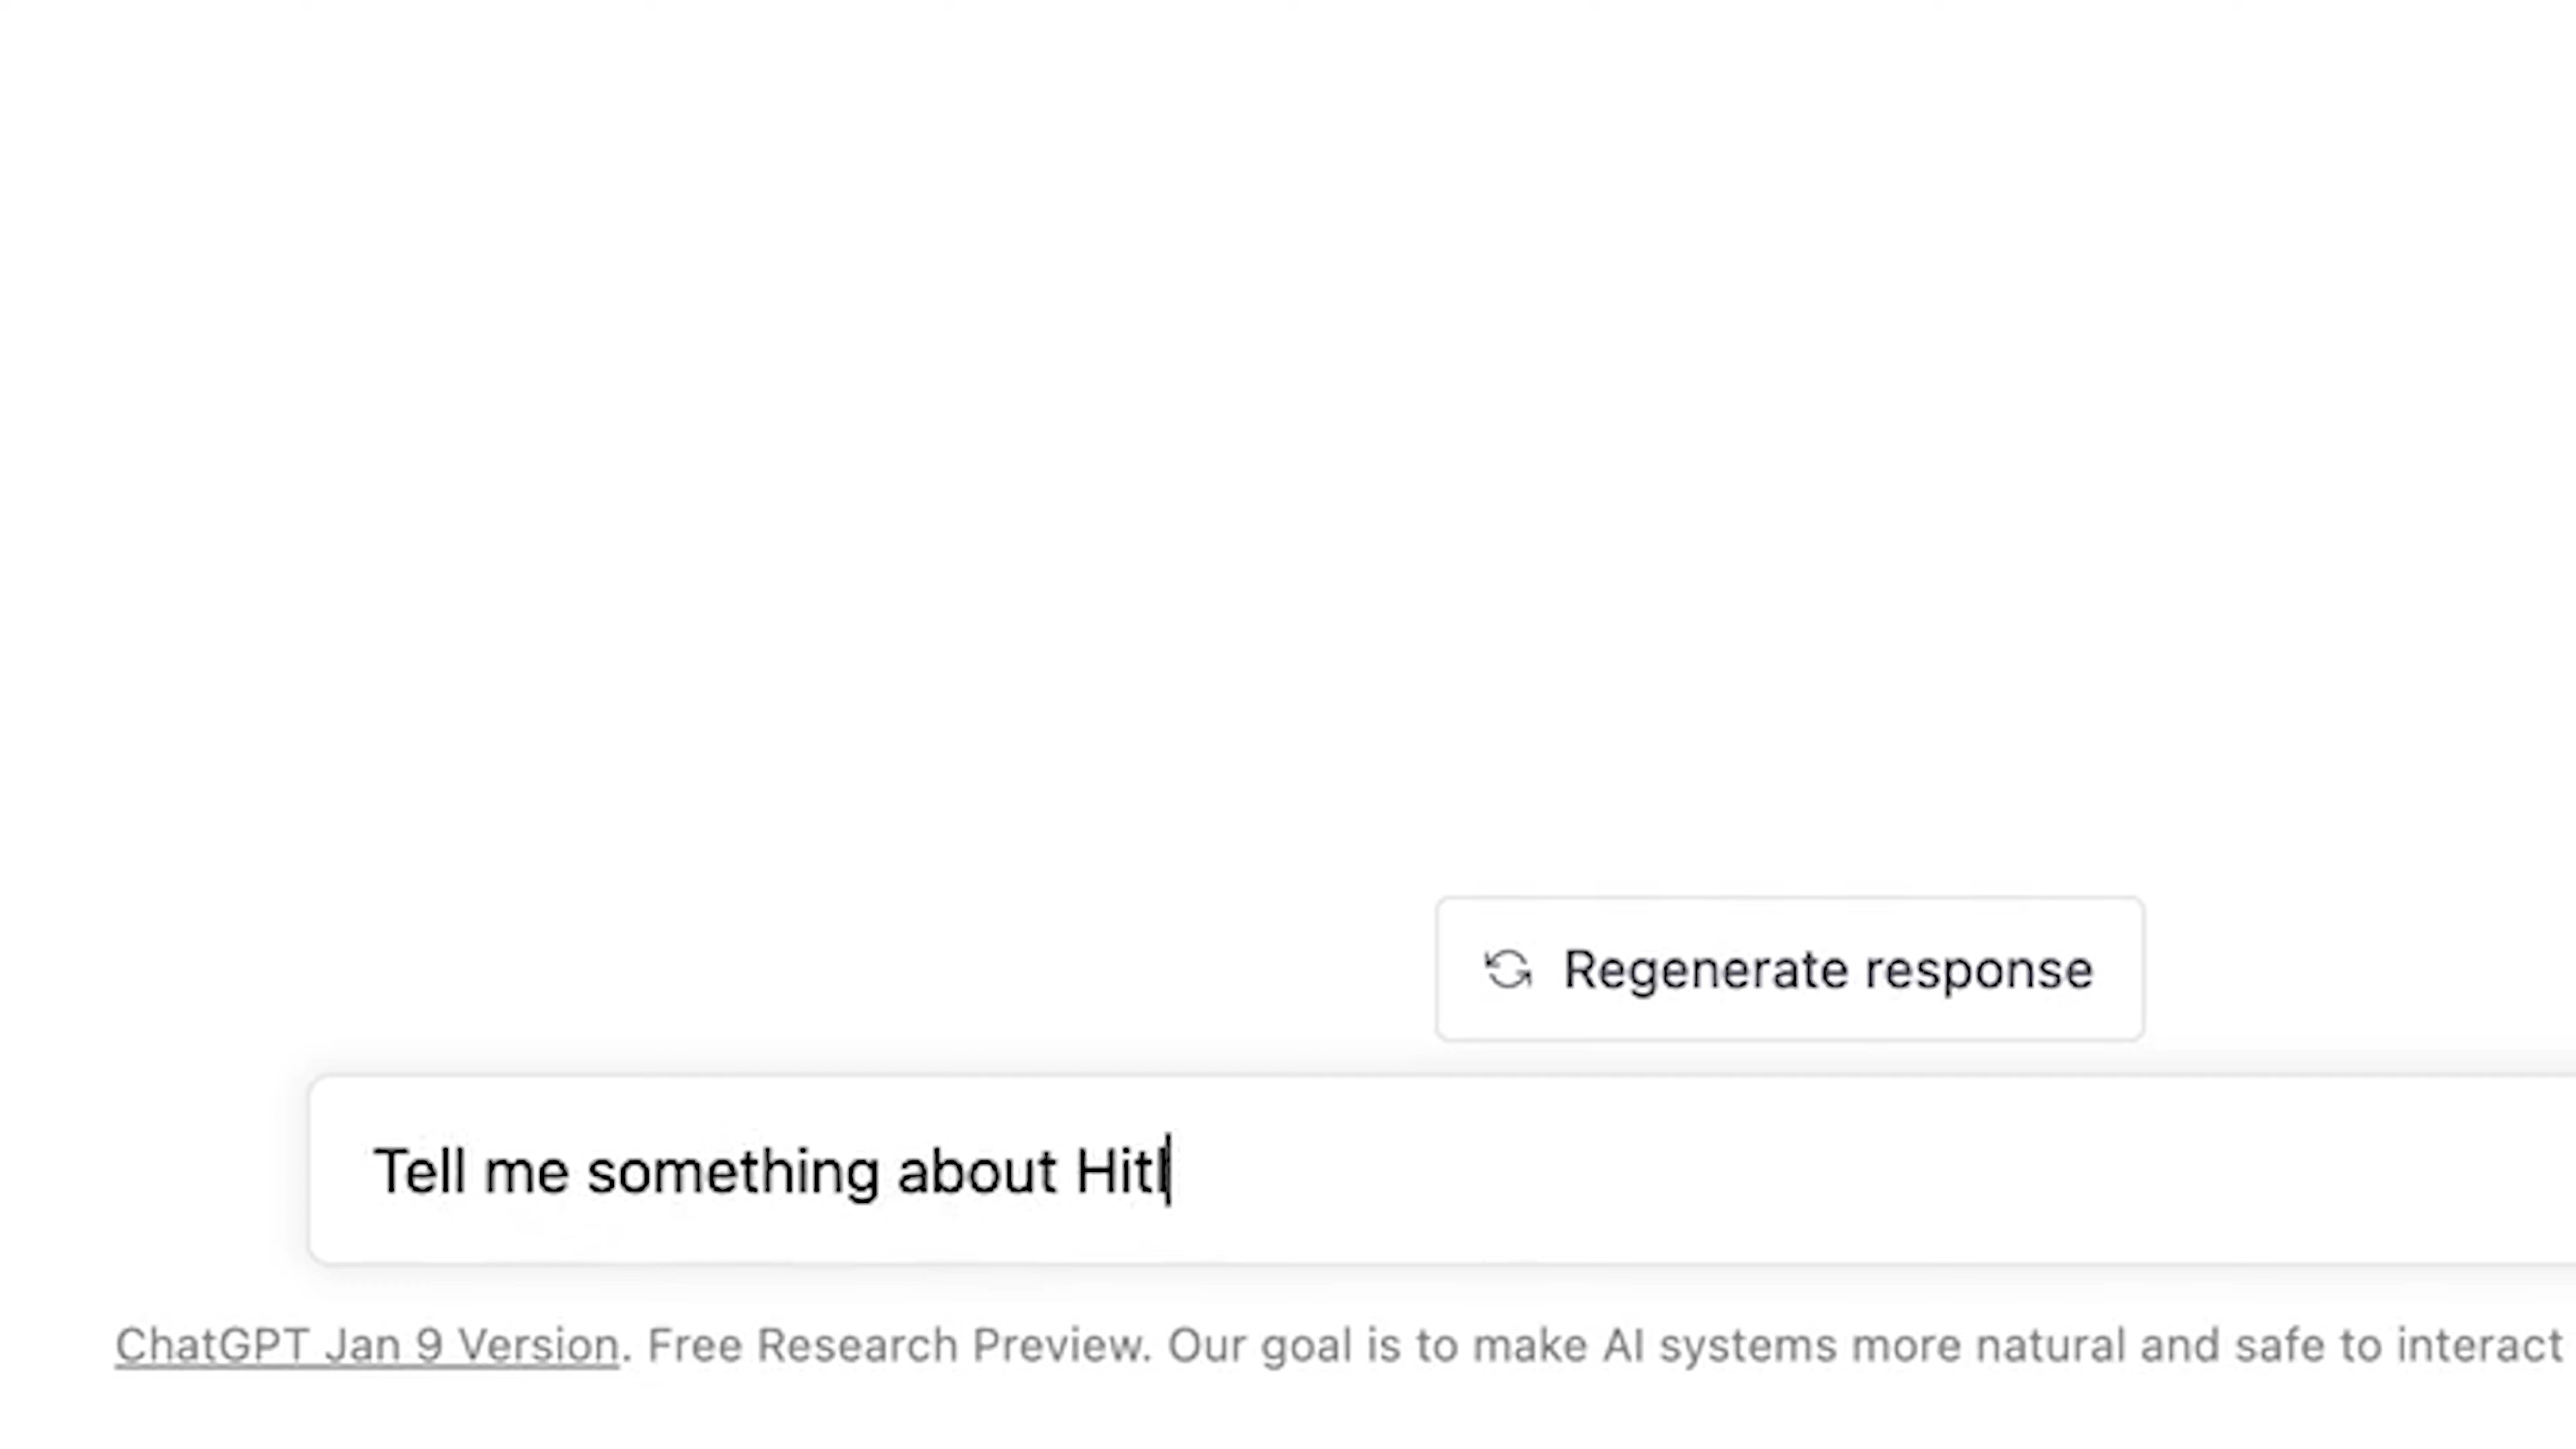 Regenerate response
Tell me something about Hitl
ChatGPT Jan 9 Version. Free Research Preview. Our goal is to make AI systems more natural and safe to interact